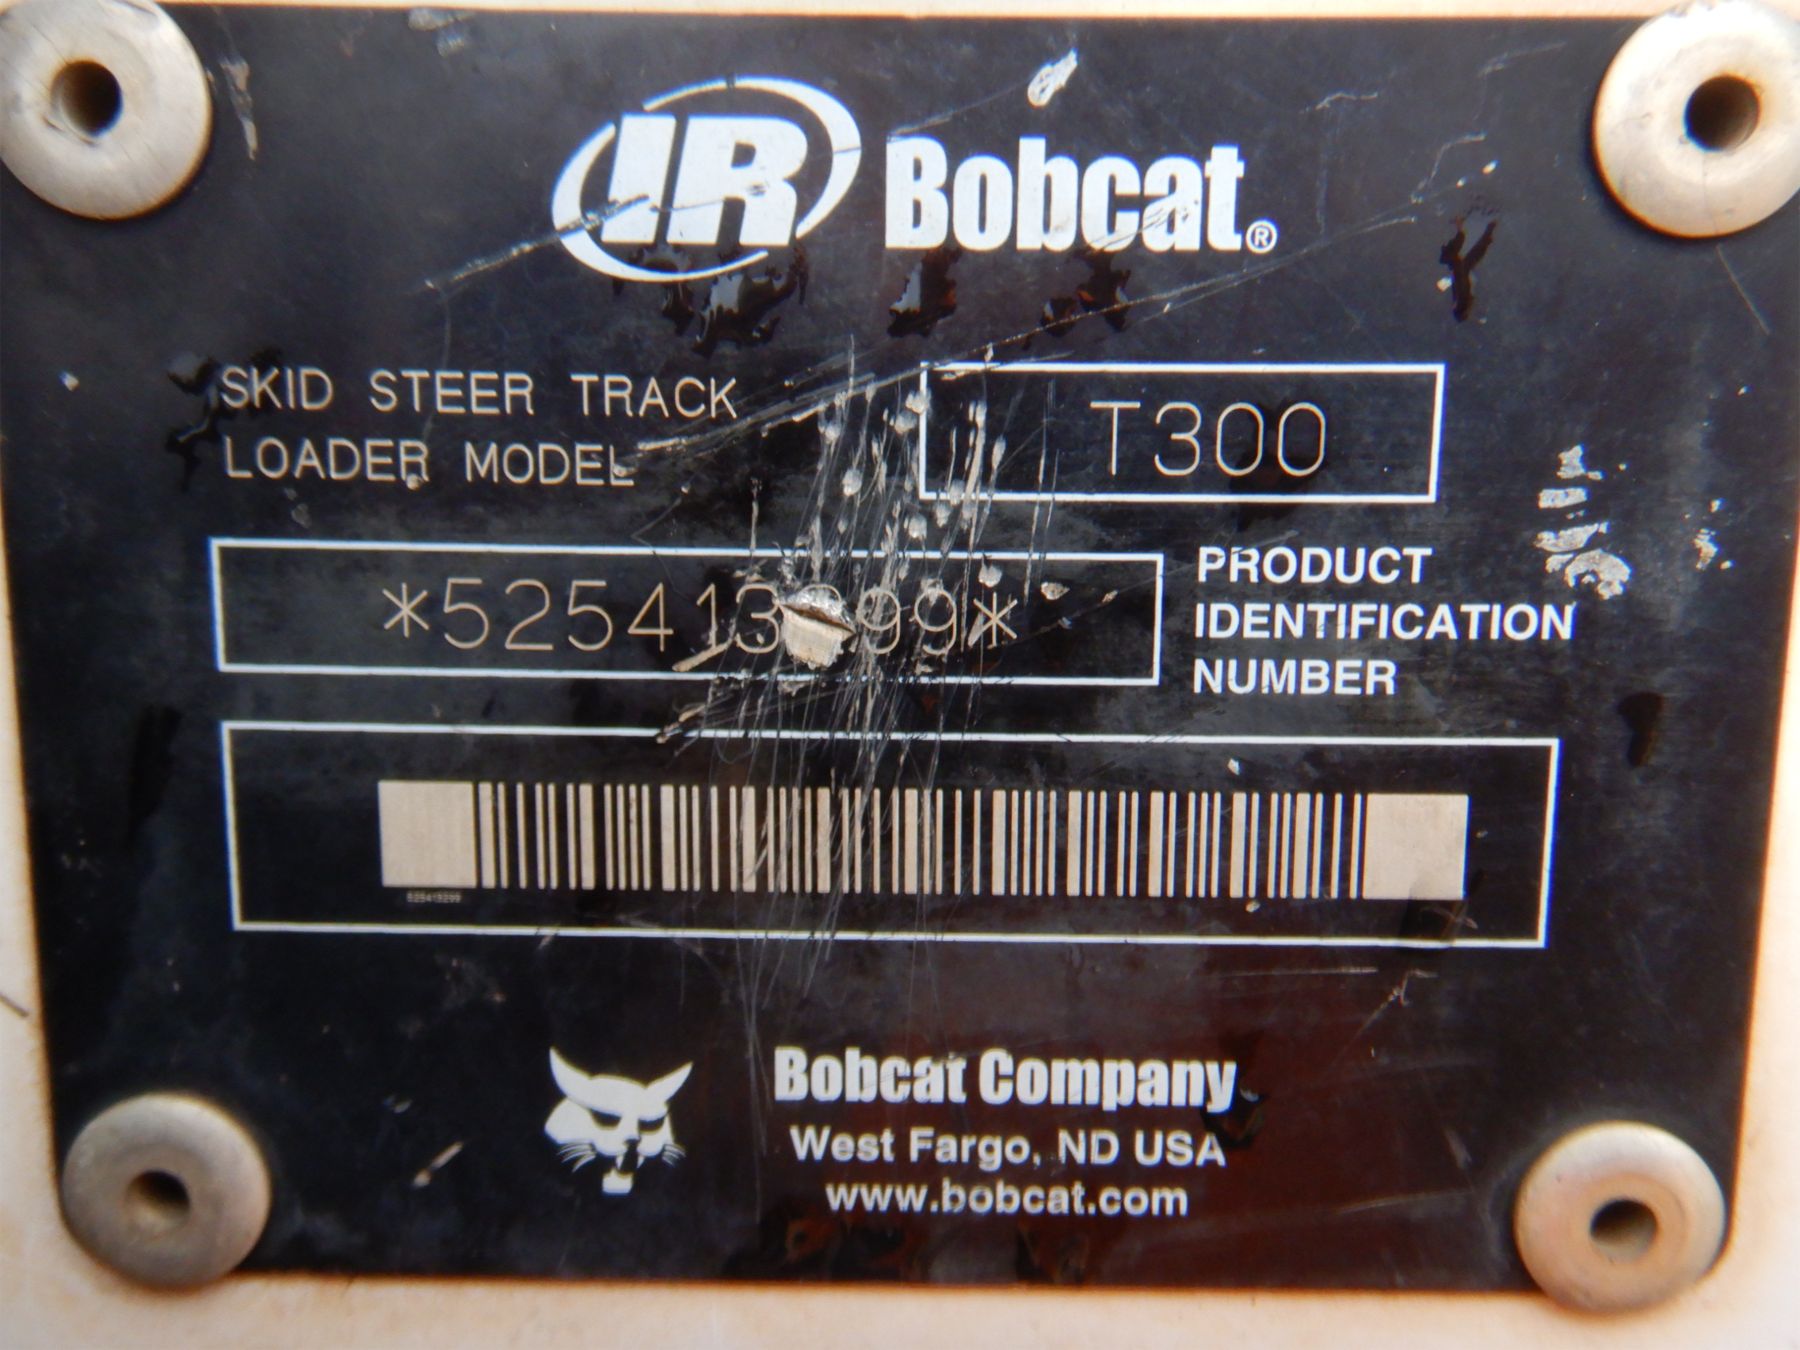 IR Bobcat®
SKID STEER TRACK
LOADER MODEL
T300
PRODUCT
IDENTIFICATION
NUMBER
Bobcat Company
West Fargo, ND USA
www.bobcat.com